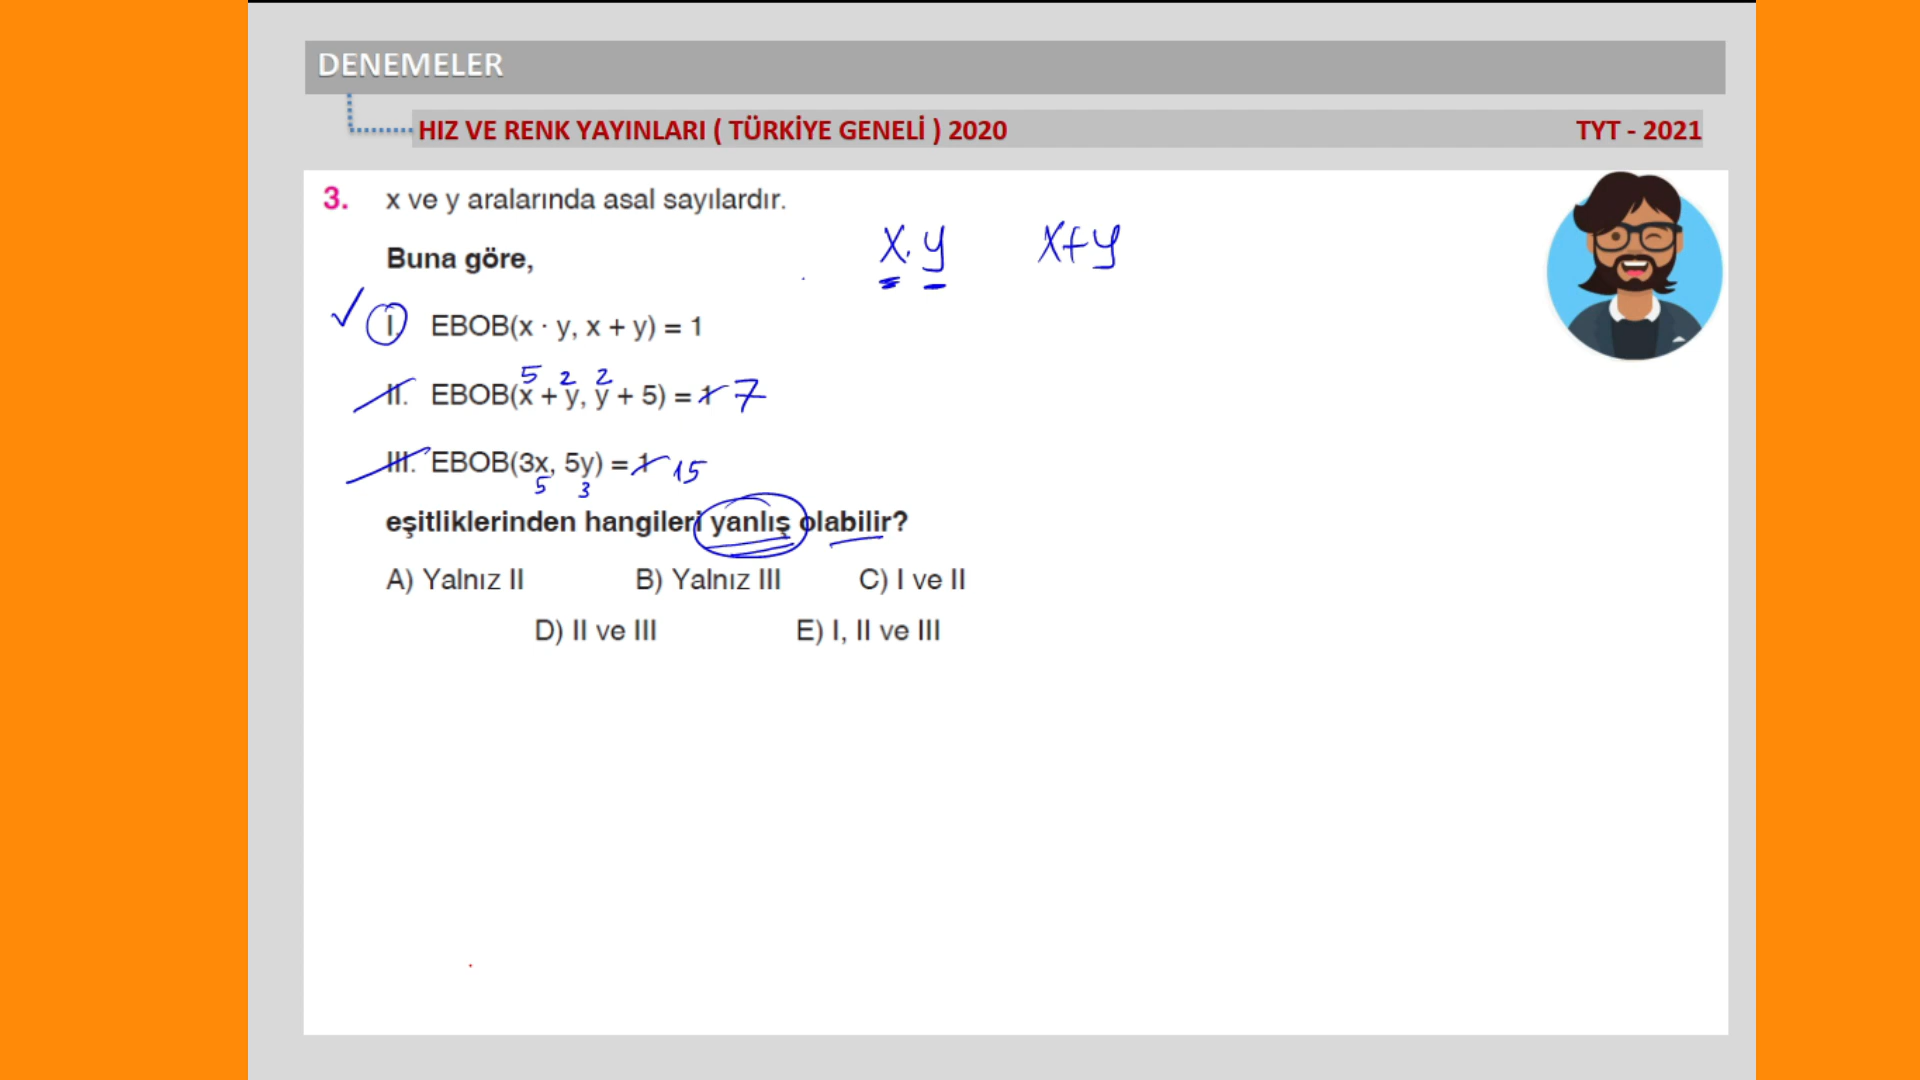 DENEMELER
HIZ VE RENK YAYINLARI ( TÜRKİYE GENELİ ) 2020 TYT - 2021
3. x ve y aralarında asal sayılardır.
x.y x+y
Buna göre,
✓ I. EBOB(x · y, x + y) = 1
5 2 2
II. EBOB(x + y, y + 5) = 1 7
III. EBOB(3x, 5y) = 1 15
5 3
eşitliklerinden hangileri yanlış olabilir?
A) Yalnız II B) Yalnız III C) I ve II
D) II ve III E) I, II ve III